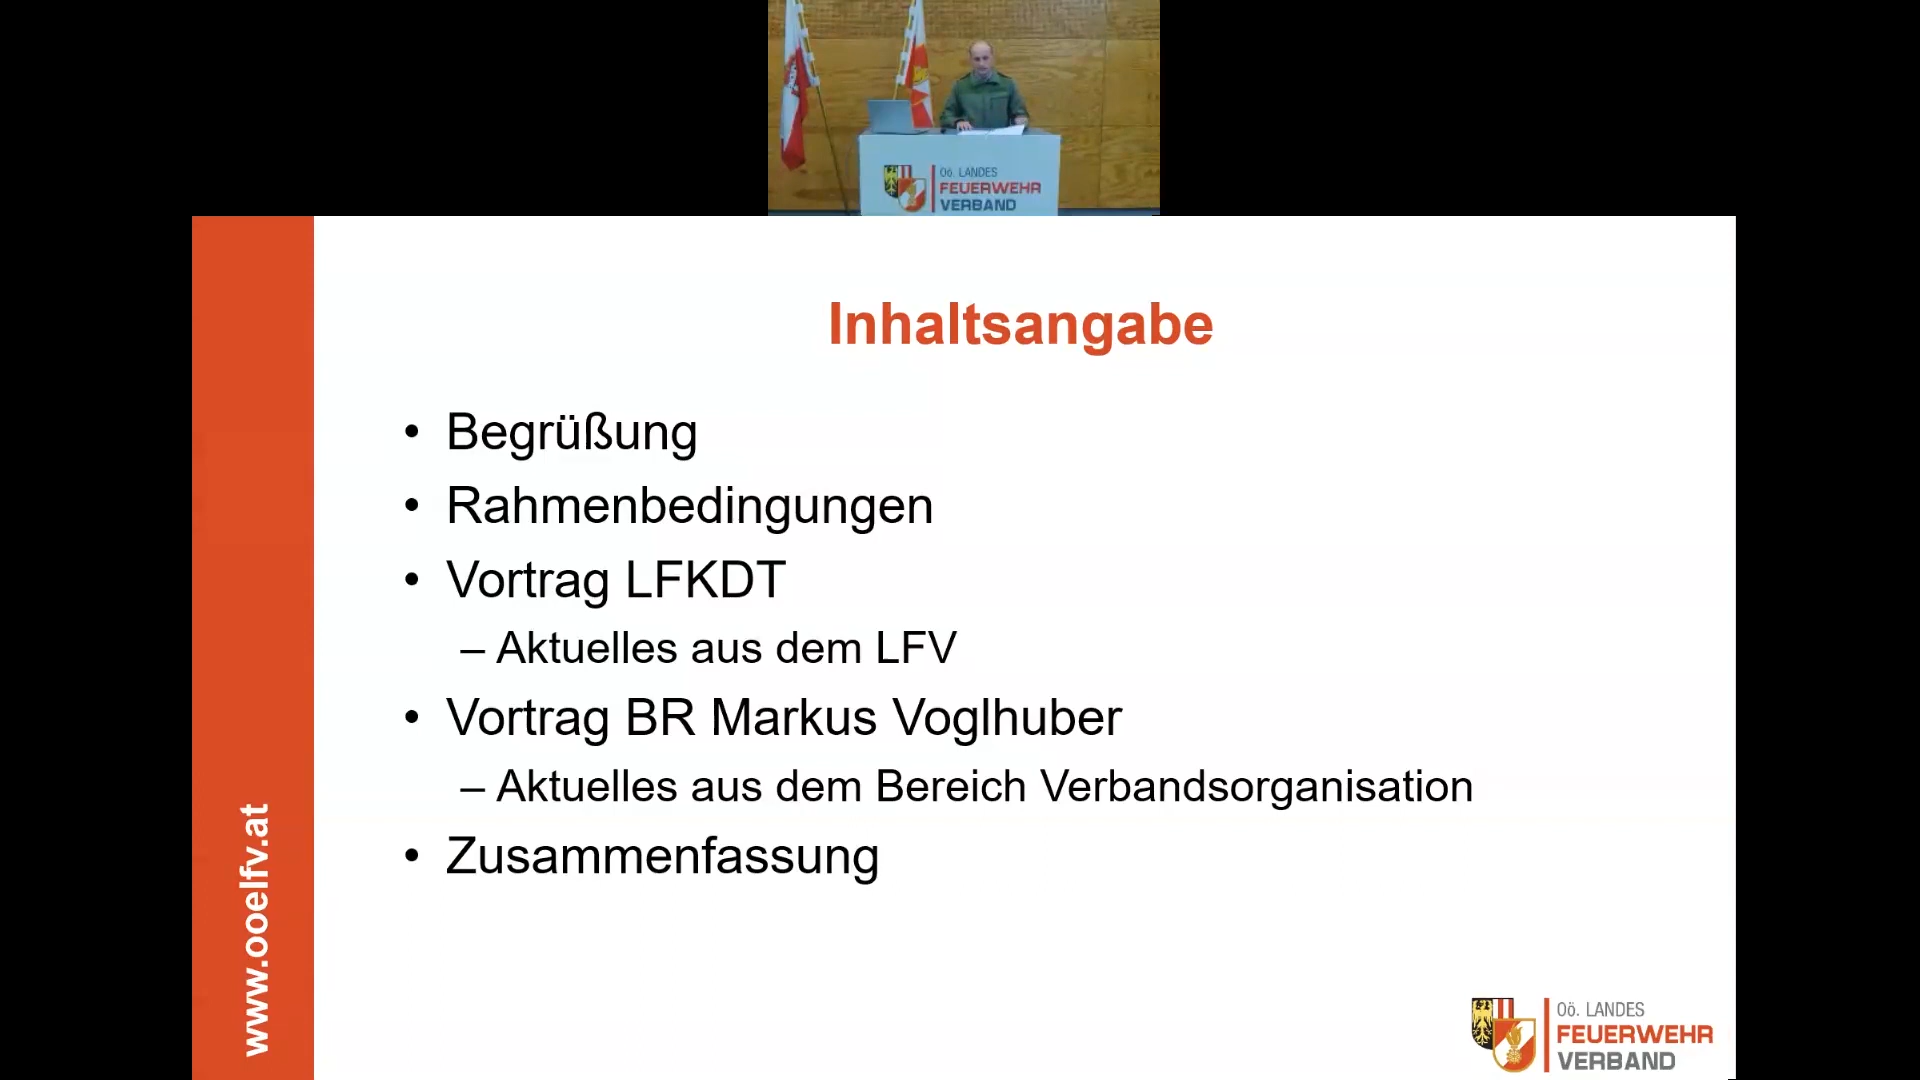 Oö. LANDES
FEUERWEHR
VERBAND
Inhaltsangabe
• Begrüßung
• Rahmenbedingungen
• Vortrag LFKDT
– Aktuelles aus dem LFV
• Vortrag BR Markus Voglhuber
– Aktuelles aus dem Bereich Verbandsorganisation
• Zusammenfassung
www.ooelfv.at
Oö. LANDES
FEUERWEHR
VERBAND